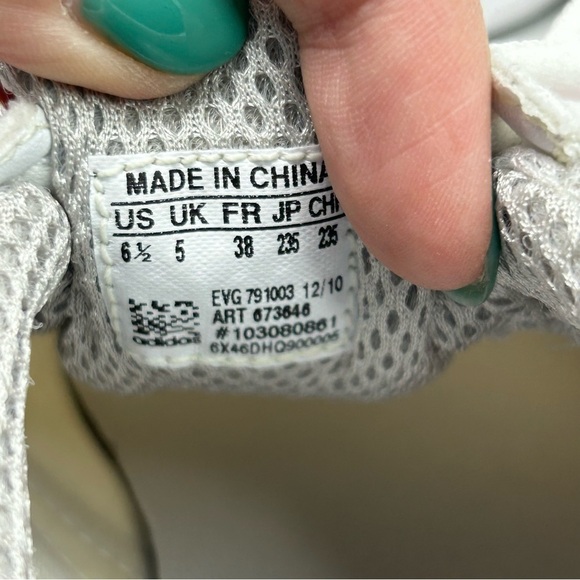 MADE IN CHINA
US UK FR JP CH
6½ 5 38 235 235
EVG 791003 12/10
ART 673646
#103080861
6X46DHQ900006
adidas